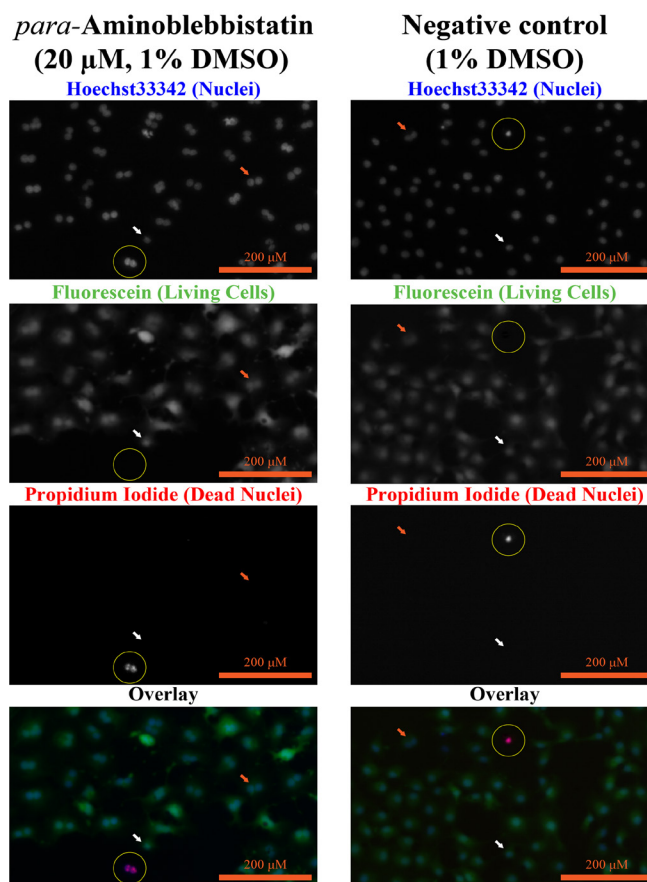 para-Aminoblebbistatin
(20 μM, 1% DMSO)
Hoechst33342 (Nuclei)
200 μM
Fluorescein (Living Cells)
200 μM
Propidium Iodide (Dead Nuclei)
200 μM
Overlay
200 μM
Negative control
(1% DMSO)
Hoechst33342 (Nuclei)
200 μM
Fluorescein (Living Cells)
200 μM
Propidium Iodide (Dead Nuclei)
200 μM
Overlay
200 μM